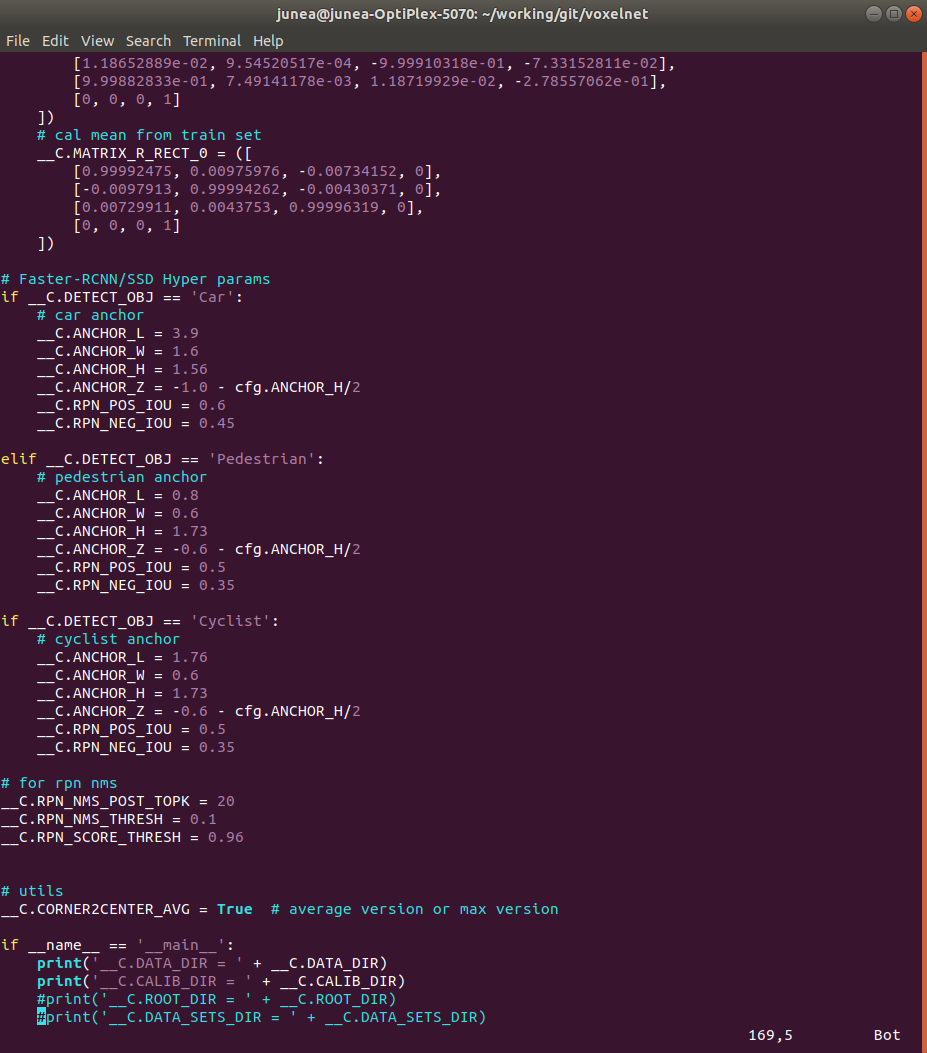 junea@junea-OptiPlex-5070: ~/working/git/voxelnet
File Edit View Search Terminal Help
        [1.18652889e-02, 9.54520517e-04, -9.99910318e-01, -7.33152811e-02],
        [9.99882833e-01, 7.49141178e-03, 1.18719929e-02, -2.78557062e-01],
        [0, 0, 0, 1]
    ])
    # cal mean from train set
    __C.MATRIX_R_RECT_0 = ([
        [0.99992475, 0.00975976, -0.00734152, 0],
        [-0.0097913, 0.99994262, -0.00430371, 0],
        [0.00729911, 0.0043753, 0.99996319, 0],
        [0, 0, 0, 1]
    ])

# Faster-RCNN/SSD Hyper params
if __C.DETECT_OBJ == 'Car':
    # car anchor
    __C.ANCHOR_L = 3.9
    __C.ANCHOR_W = 1.6
    __C.ANCHOR_H = 1.56
    __C.ANCHOR_Z = -1.0 - cfg.ANCHOR_H/2
    __C.RPN_POS_IOU = 0.6
    __C.RPN_NEG_IOU = 0.45

elif __C.DETECT_OBJ == 'Pedestrian':
    # pedestrian anchor
    __C.ANCHOR_L = 0.8
    __C.ANCHOR_W = 0.6
    __C.ANCHOR_H = 1.73
    __C.ANCHOR_Z = -0.6 - cfg.ANCHOR_H/2
    __C.RPN_POS_IOU = 0.5
    __C.RPN_NEG_IOU = 0.35

if __C.DETECT_OBJ == 'Cyclist':
    # cyclist anchor
    __C.ANCHOR_L = 1.76
    __C.ANCHOR_W = 0.6
    __C.ANCHOR_H = 1.73
    __C.ANCHOR_Z = -0.6 - cfg.ANCHOR_H/2
    __C.RPN_POS_IOU = 0.5
    __C.RPN_NEG_IOU = 0.35

# for rpn nms
__C.RPN_NMS_POST_TOPK = 20
__C.RPN_NMS_THRESH = 0.1
__C.RPN_SCORE_THRESH = 0.96


# utils
__C.CORNER2CENTER_AVG = True  # average version or max version

if __name__ == '__main__':
    print('__C.DATA_DIR = ' + __C.DATA_DIR)
    print('__C.CALIB_DIR = ' + __C.CALIB_DIR)
    #print('__C.ROOT_DIR = ' + __C.ROOT_DIR)
    #print('__C.DATA_SETS_DIR = ' + __C.DATA_SETS_DIR)
169,5 Bot